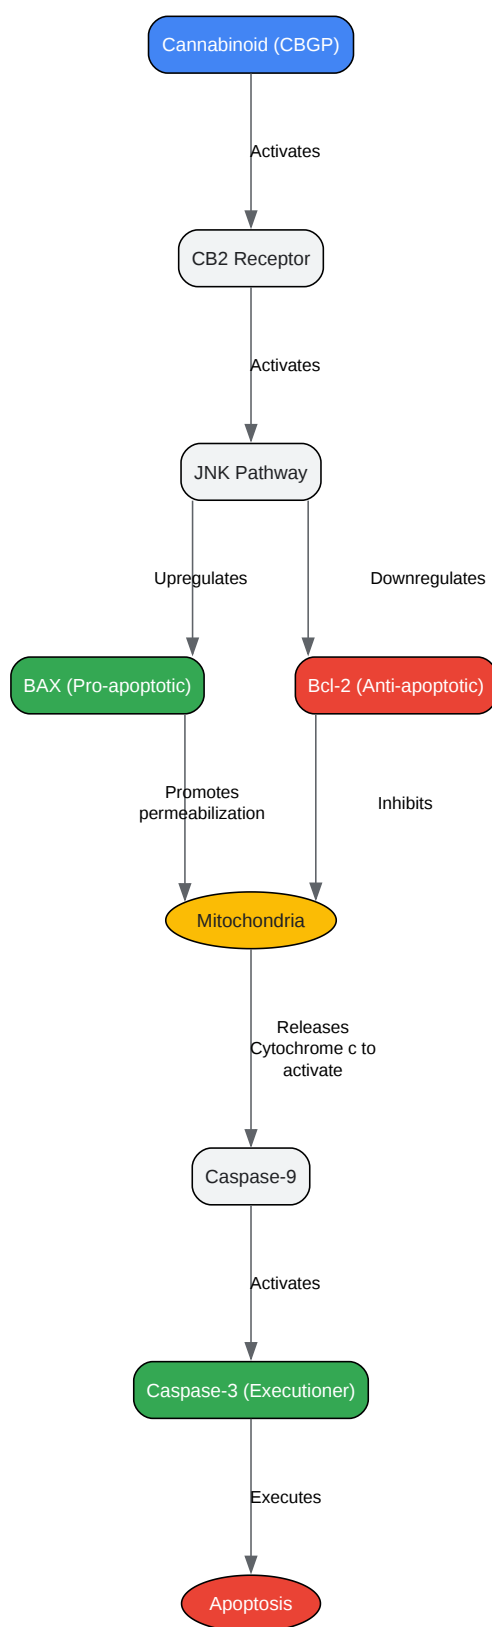 Cannabinoid (CBGP)
Activates
CB2 Receptor
Activates
JNK Pathway
Upregulates
Downregulates
BAX (Pro-apoptotic)
Bcl-2 (Anti-apoptotic)
Promotes
permeabilization
Inhibits
Mitochondria
Releases
Cytochrome c to
activate
Caspase-9
Activates
Caspase-3 (Executioner)
Executes
Apoptosis